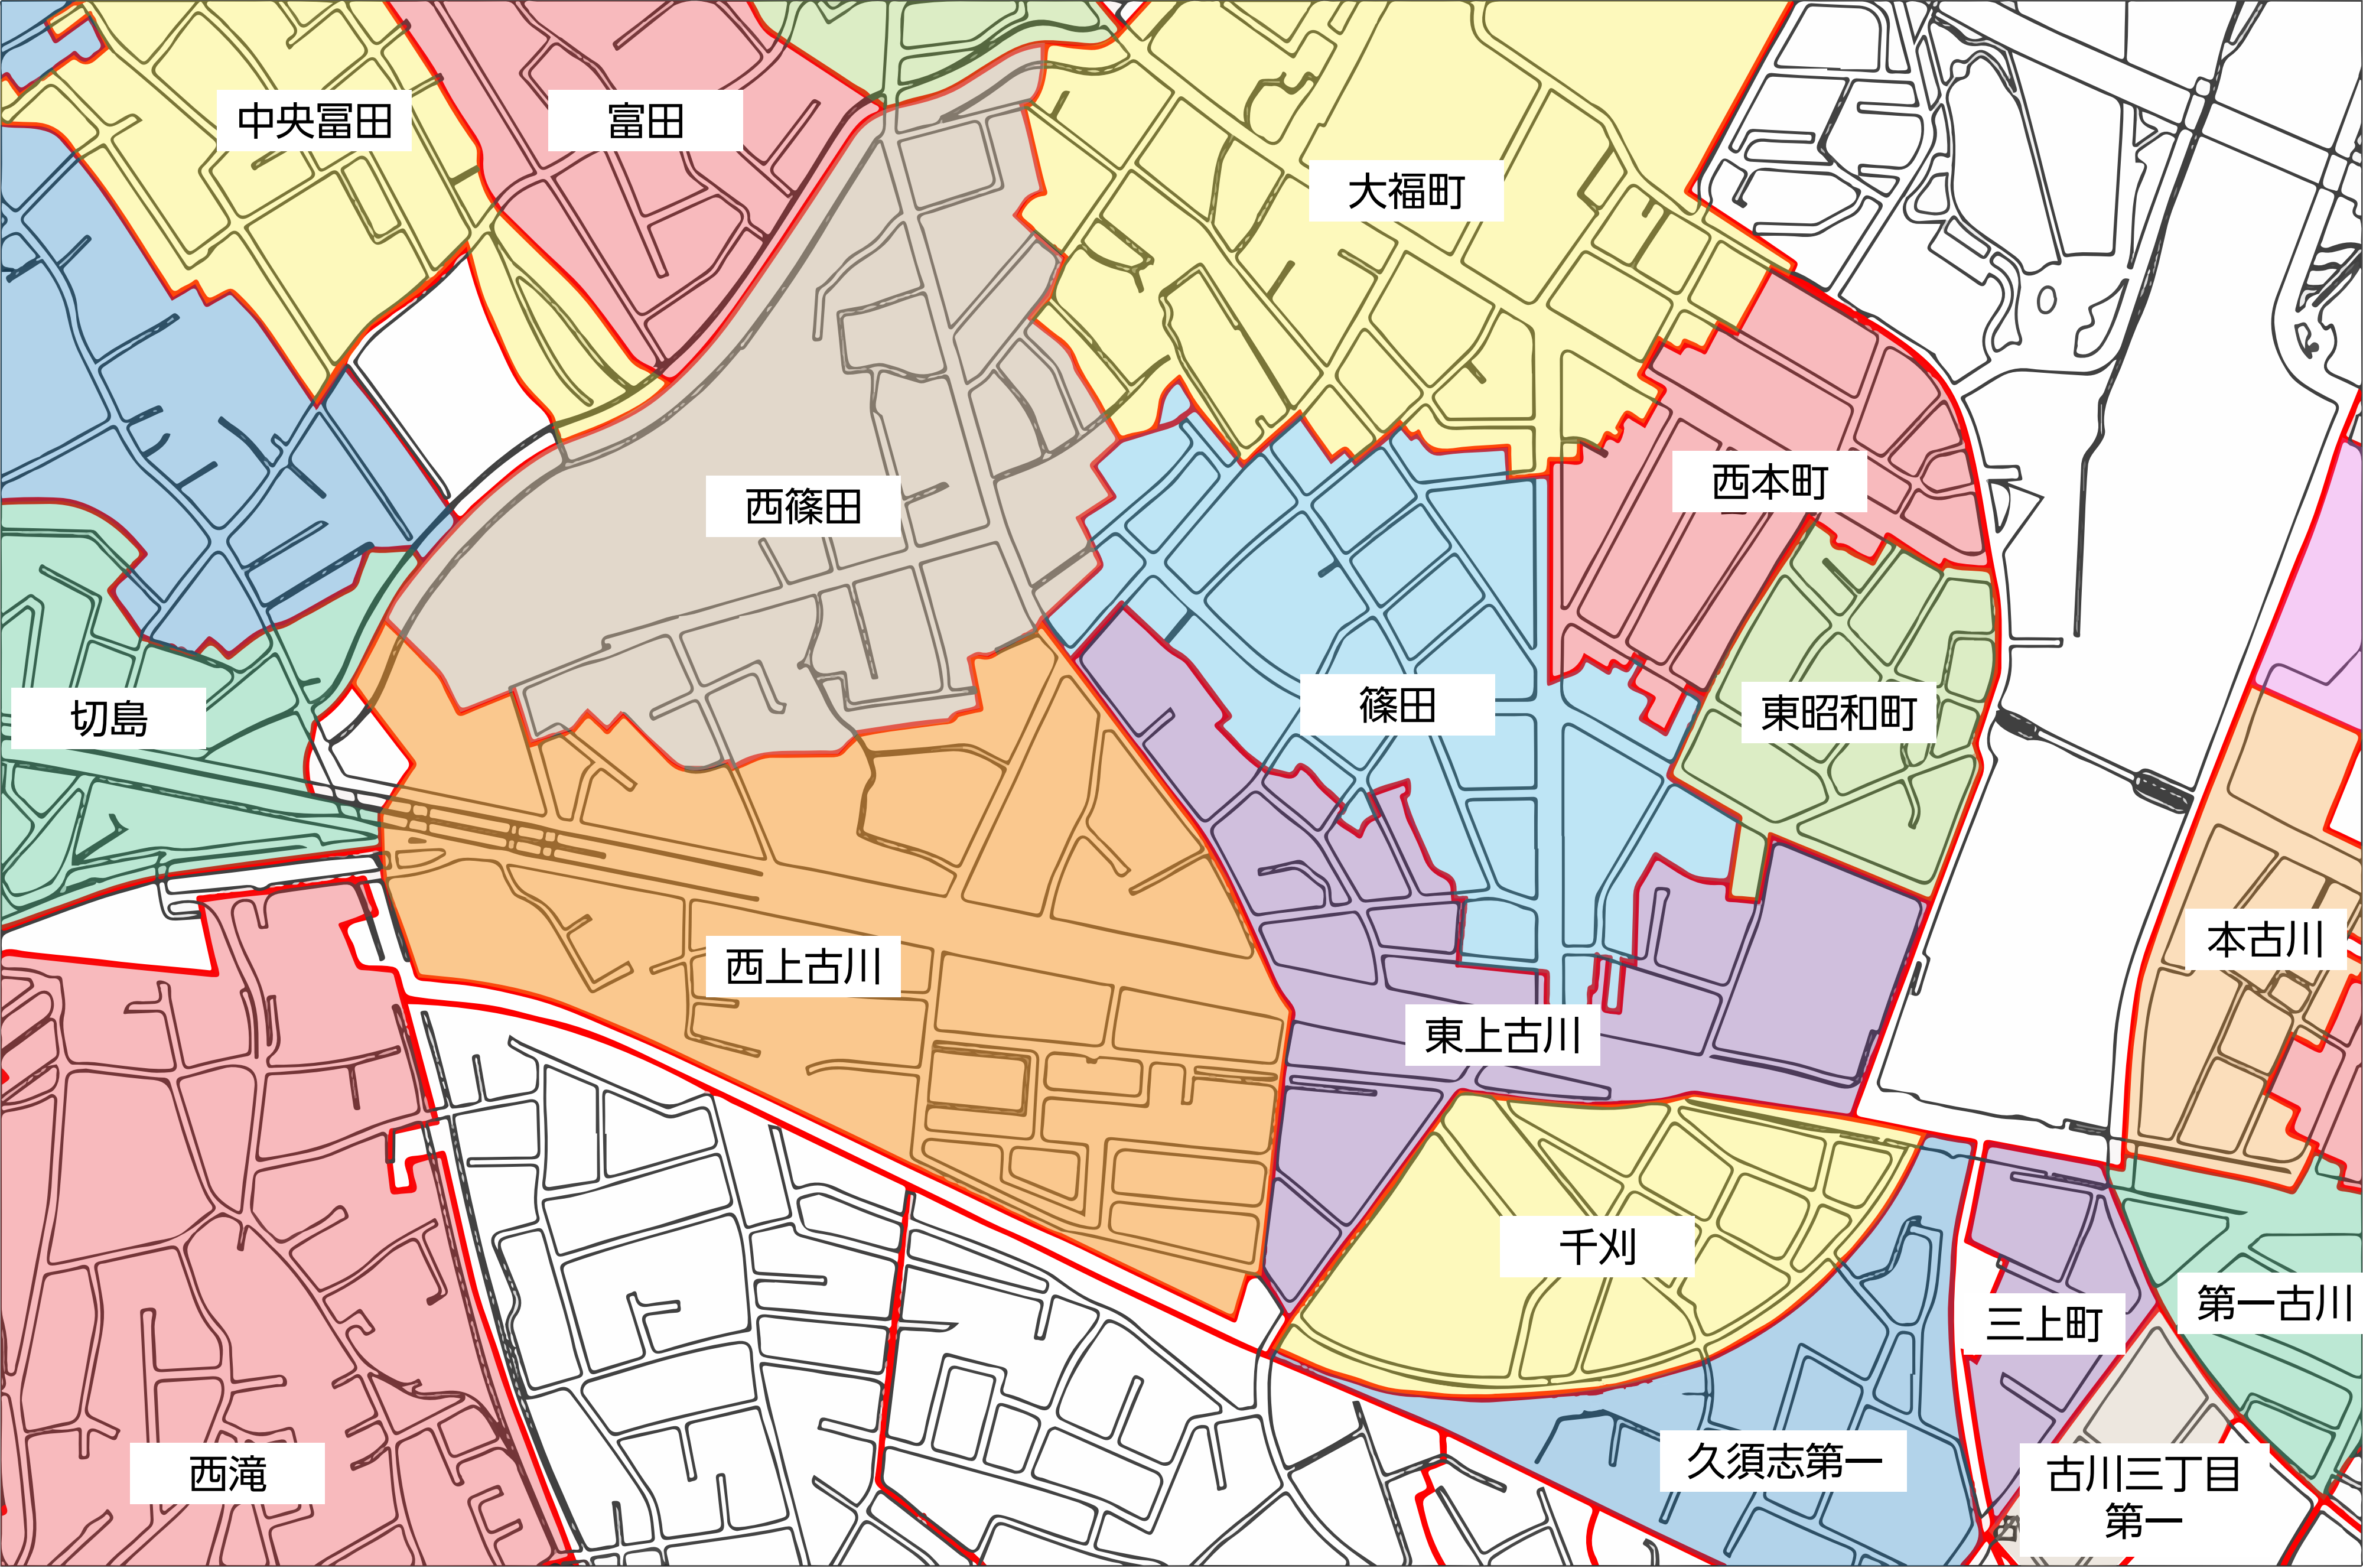 中央冨田
富田
大福町
西篠田
西本町
切島
篠田
東昭和町
西上古川
本古川
東上古川
千刈
第一古川
三上町
西滝
久須志第一
古川三丁目
第一